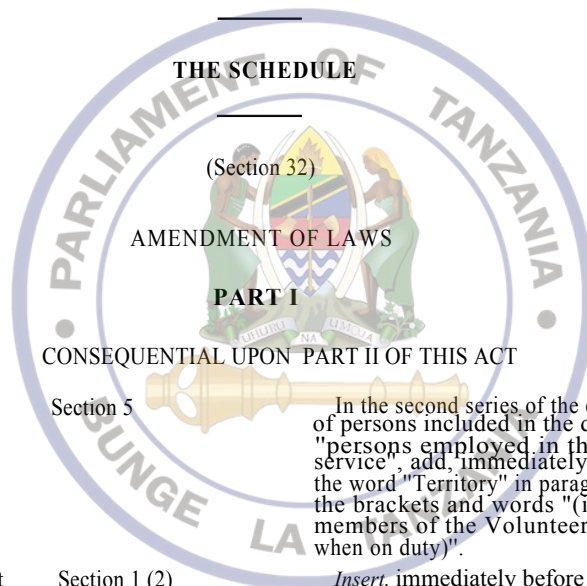 THE SCHEDULE
(Section 32)
AMENDMENT OF LAWS
PART I
CONSEQUENTIAL UPON PART II OF THIS ACT
Section 5
In the second series of the
of persons included in the
"persons employed in
service", add, immediately
the word "Territory" in
the brackets and words
members of the Volunteer
when on duty)".
Section 1 (2)
Insert, immediately before
PARLIAMENT OF TANZANIA
UHURU NA UMOJA
BUNGE LA TANZANIA